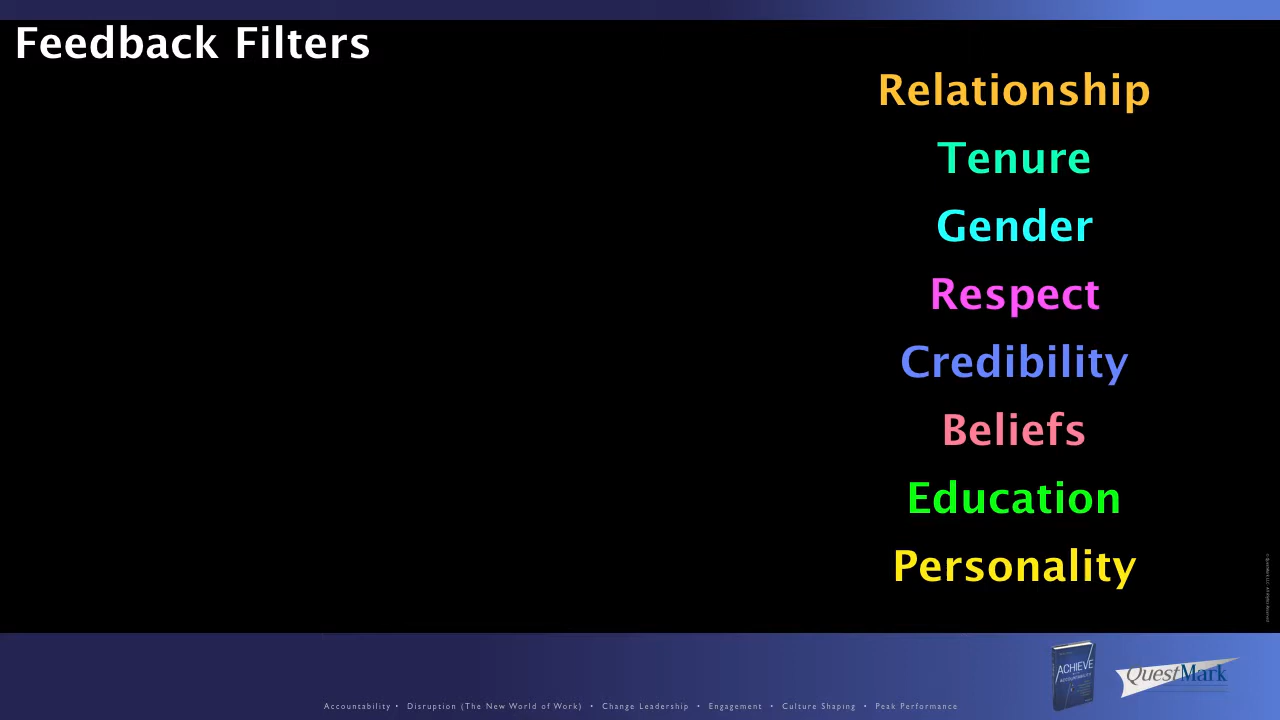 Feedback Filters
Relationship
Tenure
Gender
Respect
Credibility
Beliefs
Education
Personality
ACHIEVE
QuestMark
Accountability • Disruption (The New World of Work) • Change Leadership • Engagement • Culture Shaping • Peak Performance